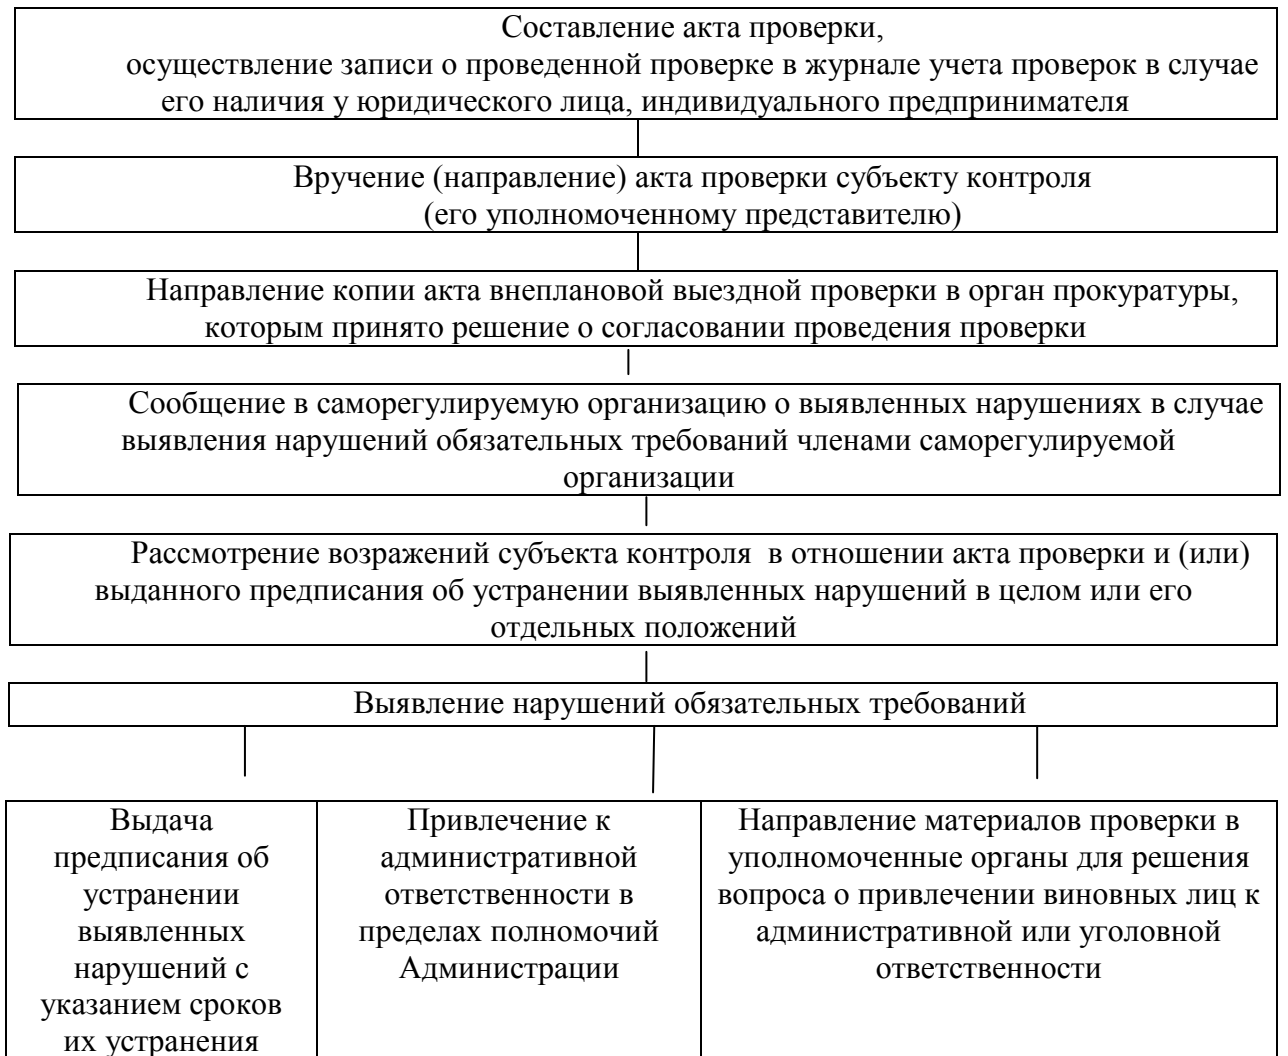 Составление акта проверки,
осуществление записи о проведенной проверке в журнале учета проверок в случае
его наличия у юридического лица, индивидуального предпринимателя
Вручение (направление) акта проверки субъекту контроля
(его уполномоченному представителю)
Направление копии акта внеплановой выездной проверки в орган прокуратуры,
которым принято решение о согласовании проведения проверки
Сообщение в саморегулируемую организацию о выявленных нарушениях в случае
выявления нарушений обязательных требований членами саморегулируемой
организации
Рассмотрение возражений субъекта контроля в отношении акта проверки и (или)
выданного предписания об устранении выявленных нарушений в целом или его
отдельных положений
Выявление нарушений обязательных требований
Выдача
предписания об
устранении
выявленных
нарушений с
указанием сроков
их устранения
Привлечение к
административной
ответственности в
пределах полномочий
Администрации
Направление материалов проверки в
уполномоченные органы для решения
вопроса о привлечении виновных лиц к
административной или уголовной
ответственности